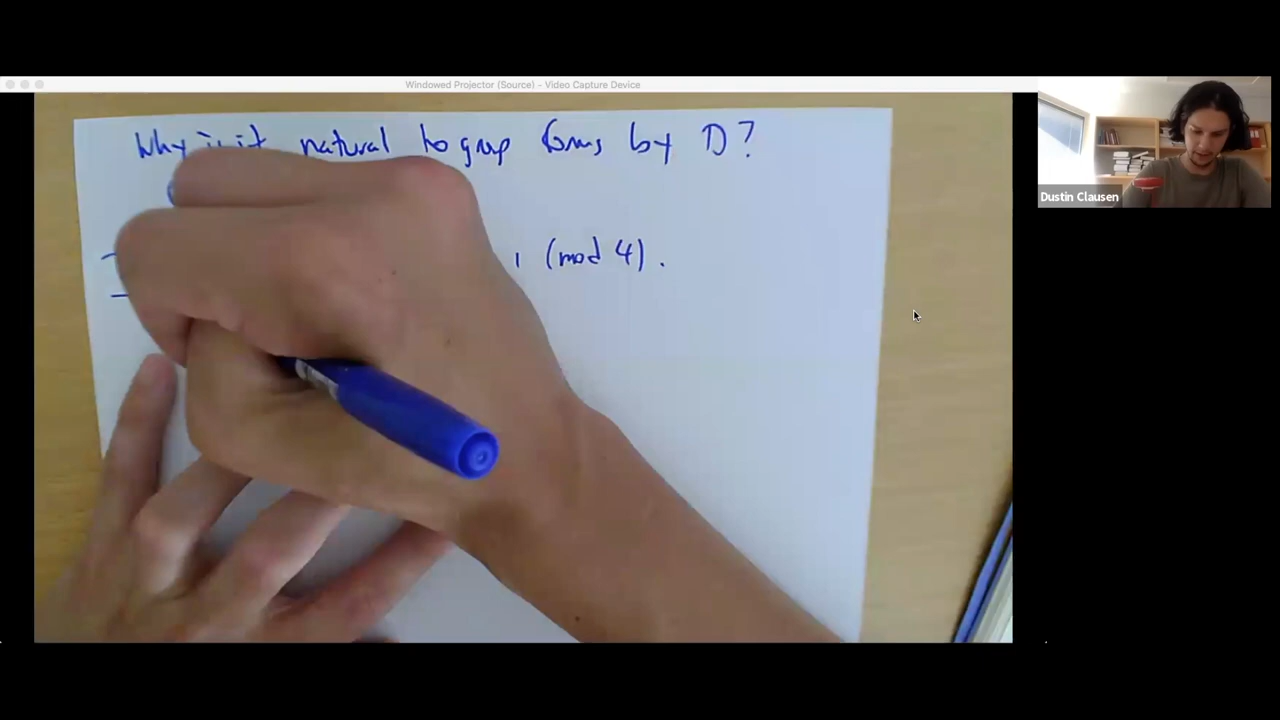 Windowed Projector (Source) - Video Capture Device
Why is it natural to group forms by D?
1 (mod 4).
Dustin Clausen